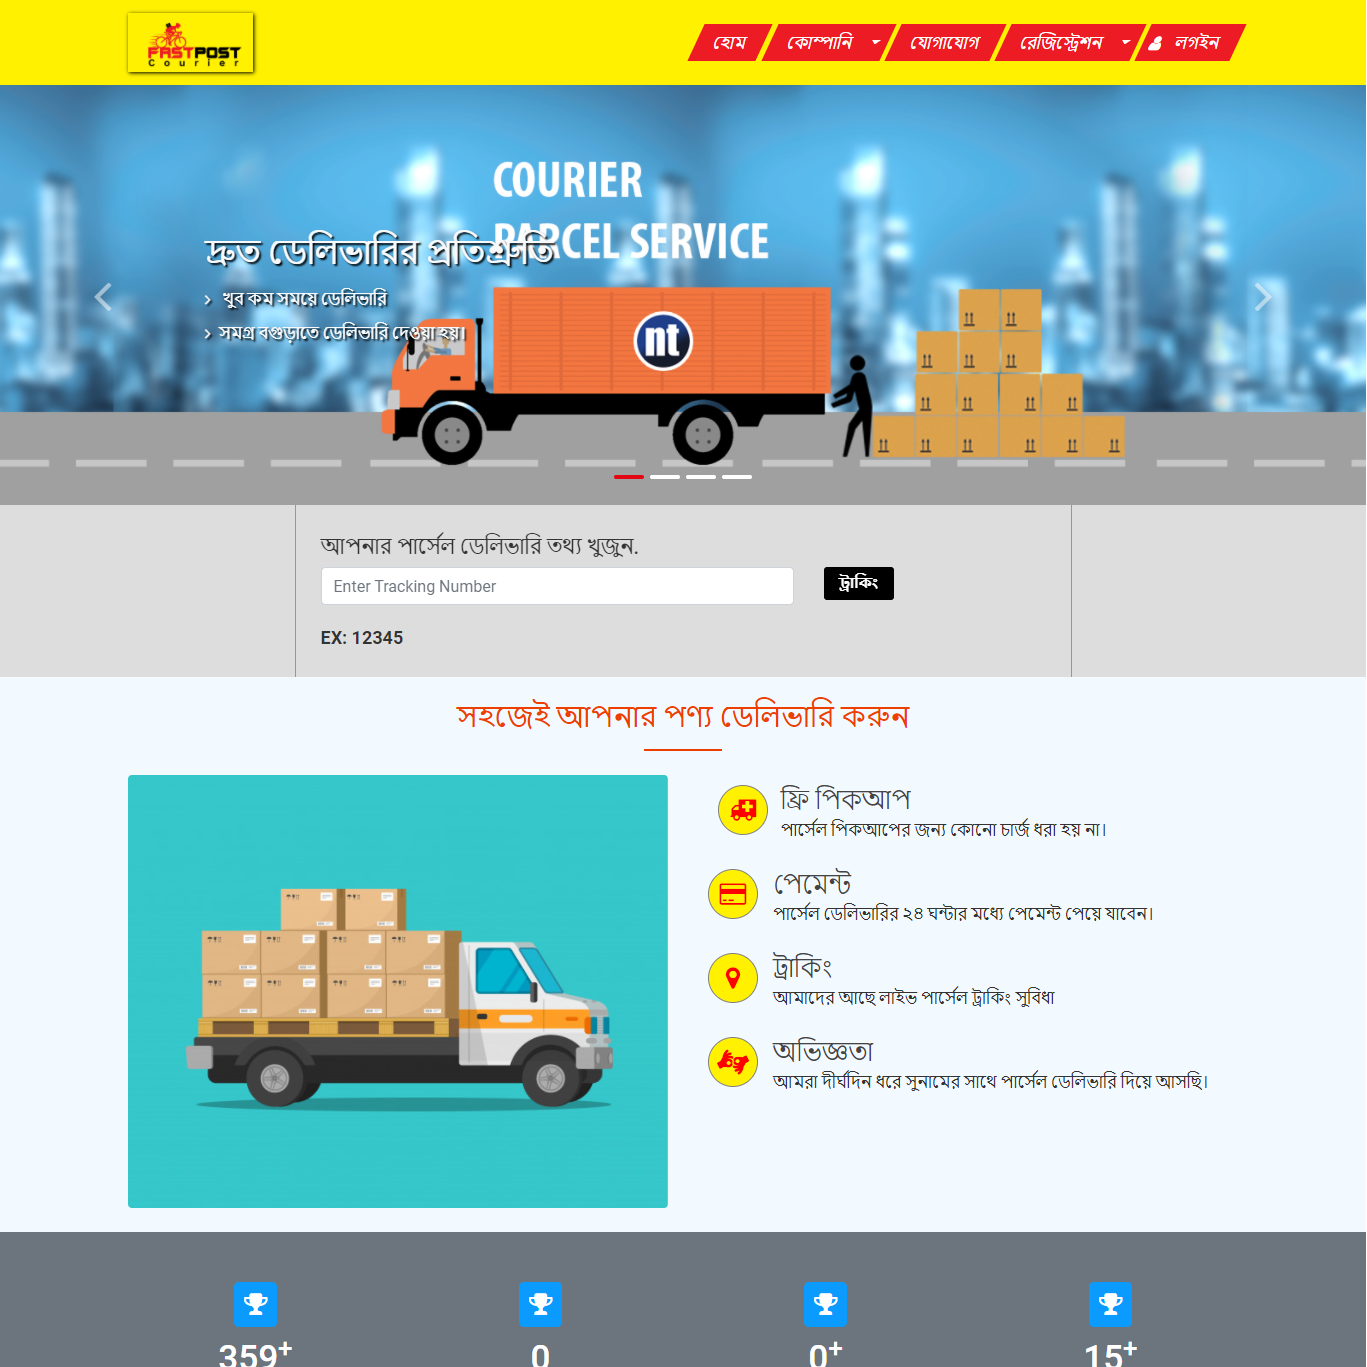 FASTPOST
Courier
হোম
কোম্পানি
যোগাযোগ
রেজিস্ট্রেশন
লগইন
COURIER
PARCEL SERVICE
দ্রুত ডেলিভারির প্রতিশ্রুতি
খুব কম সময়ে ডেলিভারি
সমগ্র বগুড়াতে ডেলিভারি দেওয়া হয়।
nt
আপনার পার্সেল ডেলিভারি তথ্য খুজুন.
Enter Tracking Number
ট্রাকিং
EX: 12345
সহজেই আপনার পণ্য ডেলিভারি করুন
ফ্রি পিকআপ
পার্সেল পিকআপের জন্য কোনো চার্জ ধরা হয় না।
পেমেন্ট
পার্সেল ডেলিভারির ২৪ ঘন্টার মধ্যে পেমেন্ট পেয়ে যাবেন।
ট্রাকিং
আমাদের আছে লাইভ পার্সেল ট্রাকিং সুবিধা
অভিজ্ঞতা
আমরা দীর্ঘদিন ধরে সুনামের সাথে পার্সেল ডেলিভারি দিয়ে আসছি।
359+
0
0+
15+